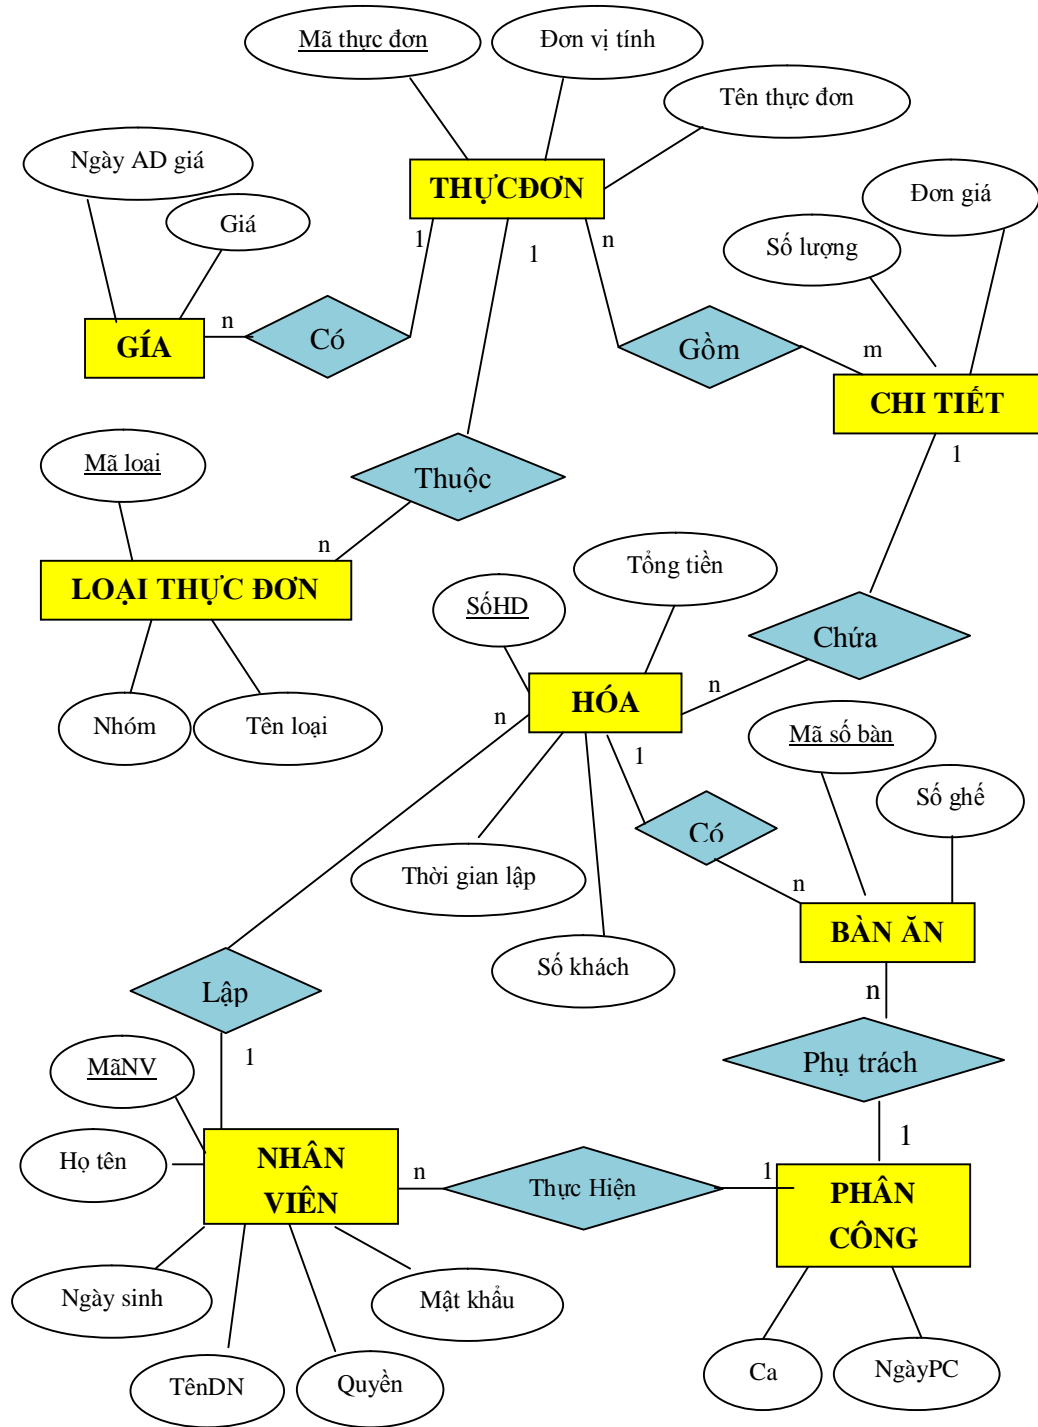 Mã thực đơn
Đơn vị tính
Tên thực đơn
Ngày AD giá
THỰCĐƠN
Đơn giá
Giá
Số lượng
1
1
n
n
GÍA
Có
Gồm
m
CHI TIẾT
1
Mã loại
Thuộc
n
LOẠI THỰC ĐƠN
Tổng tiền
SốHD
Chứa
n
Nhóm
Tên loại
n
HÓA
1
Mã số bàn
Số ghế
Có
Thời gian lập
n
BÀN ĂN
Số khách
Lập
n
1
MãNV
Phụ trách
1
Họ tên
NHÂN
VIÊN
n
Thực Hiện
1
PHÂN
CÔNG
Ngày sinh
Mật khẩu
TênDN
Quyền
Ca
NgàyPC